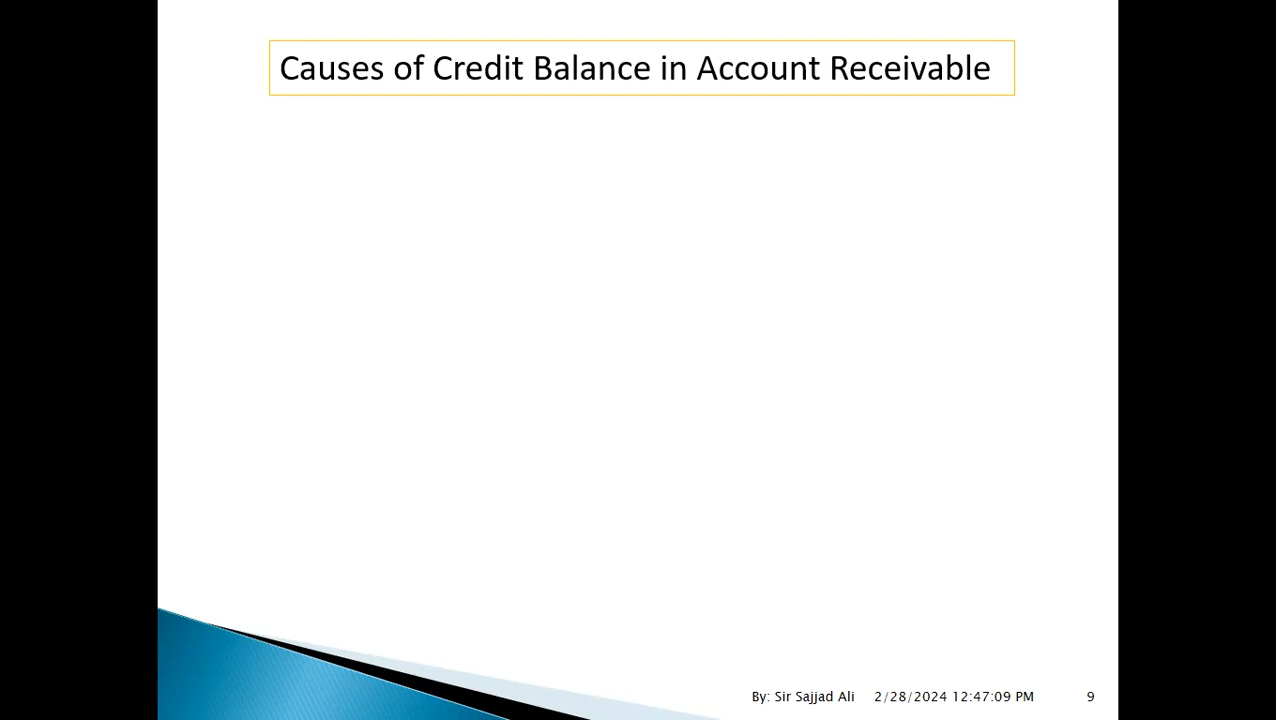 Causes of Credit Balance in Account Receivable
By: Sir Sajjad Ali 2/28/2024 12:47:09 PM 9